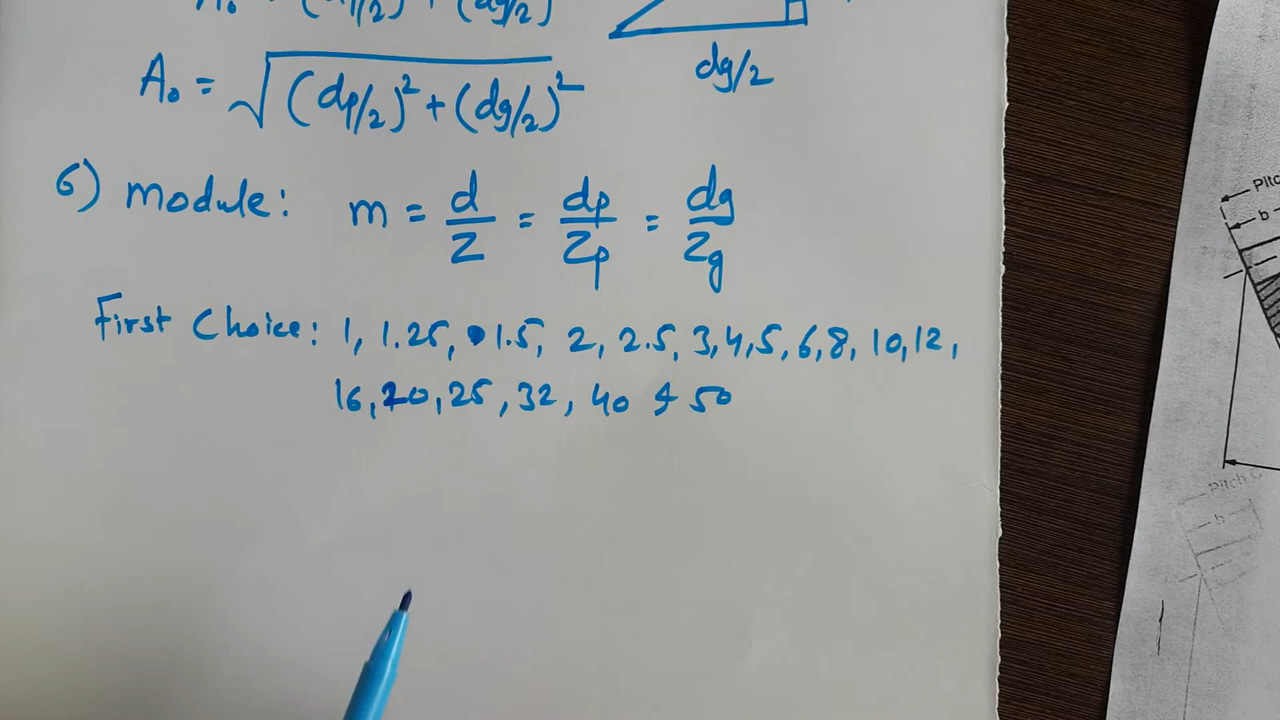 A₀ = √(dp/2)² + (dg/2)²
dg/2
6) module: m = d/Z = dp/Zp = dg/Zg
First Choice: 1, 1.25, 1.5, 2, 2.5, 3, 4, 5, 6, 8, 10, 12,
16, 20, 25, 32, 40 & 50
b
Pitch C
b